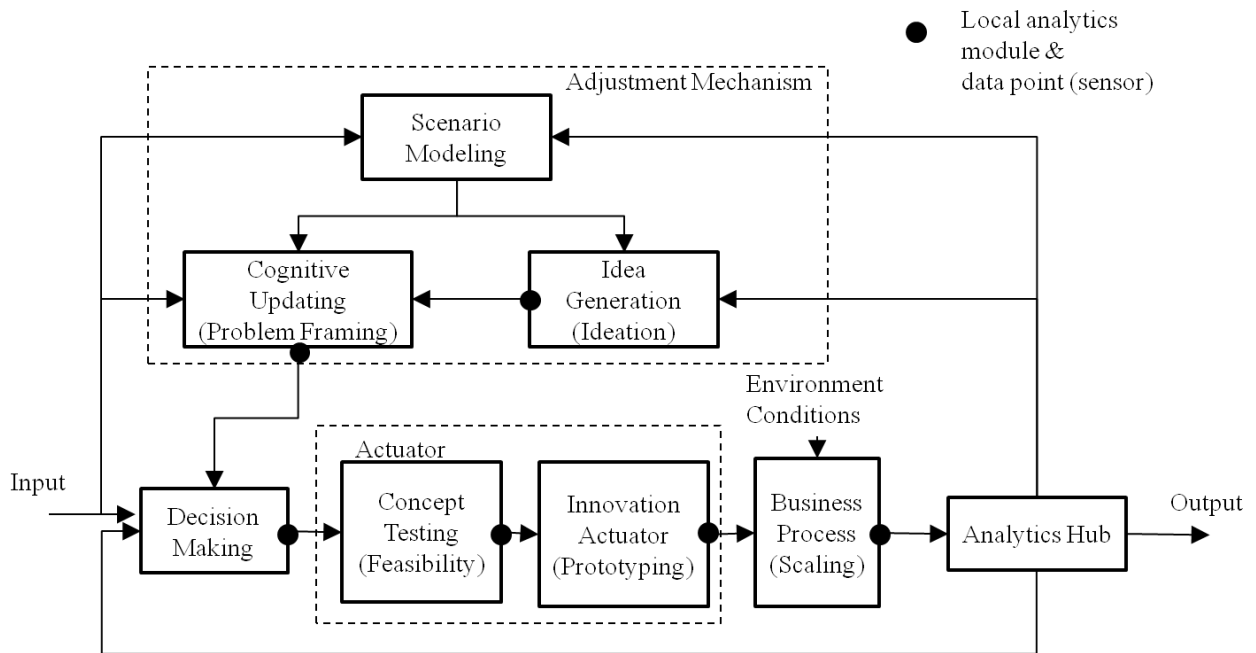 Local analytics
module &
data point (sensor)
Adjustment Mechanism
Scenario
Modeling
Cognitive
Updating
(Problem Framing)
Idea
Generation
(Ideation)
Environment
Conditions
Actuator
Input
Decision
Making
Concept
Testing
(Feasibility)
Innovation
Actuator
(Prototyping)
Business
Process
(Scaling)
Analytics Hub
Output